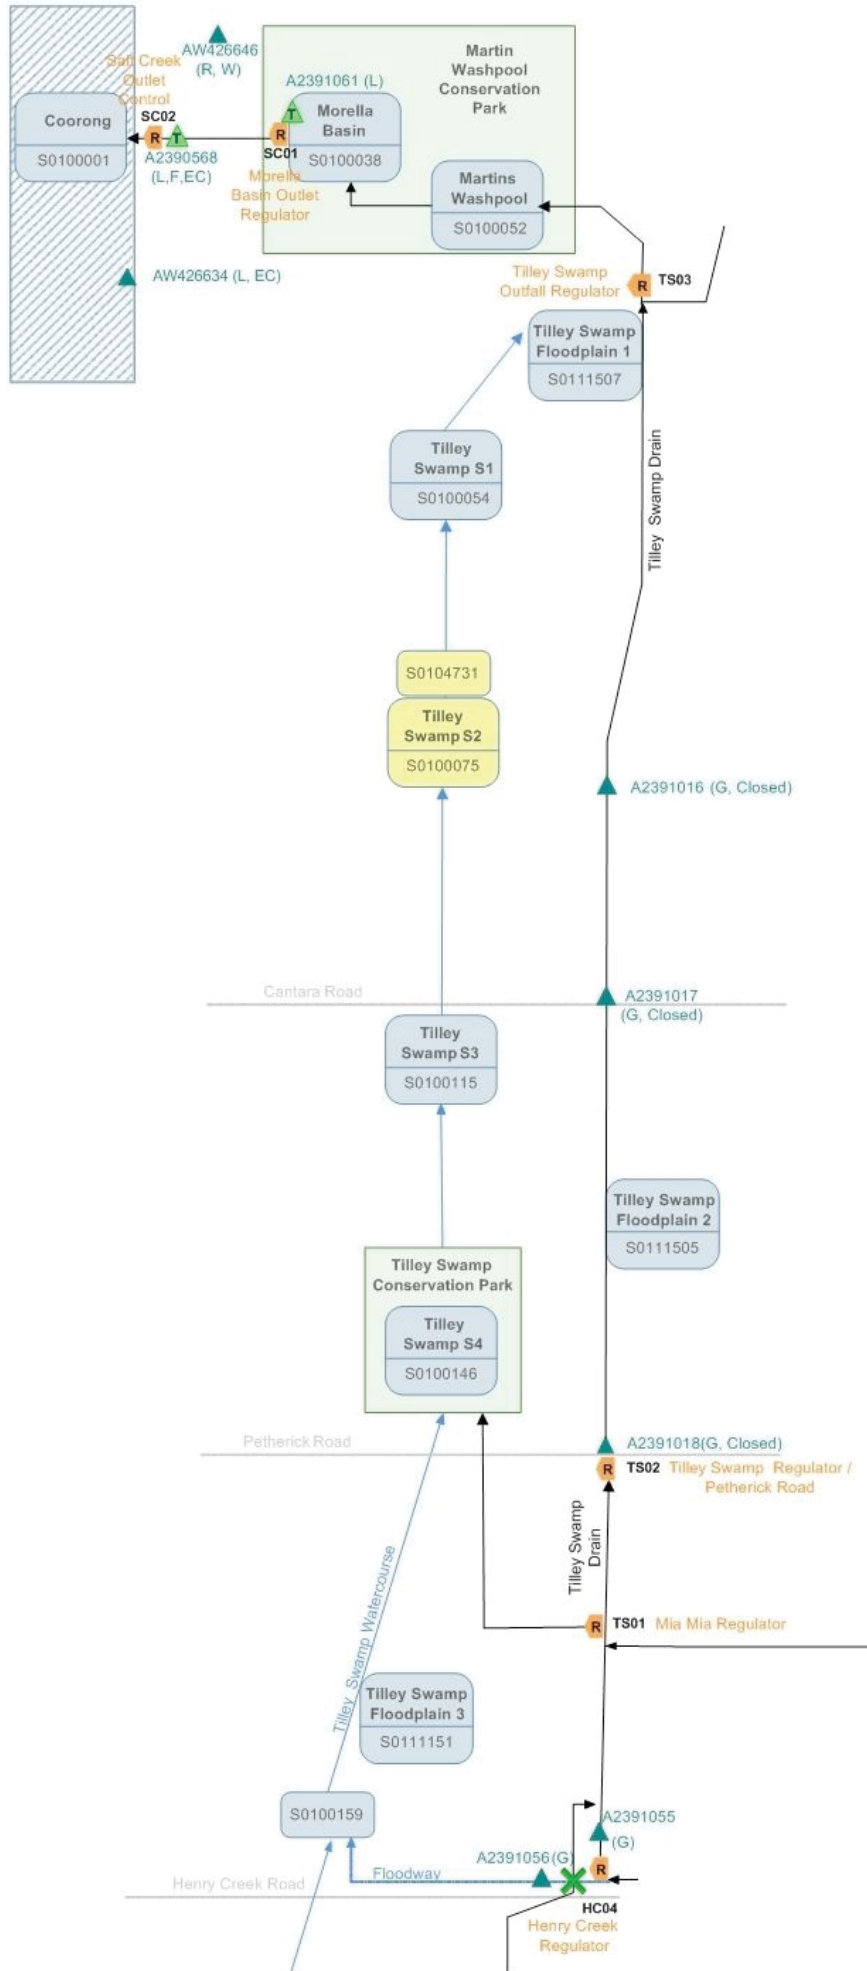 AW426646
(R, W)
Salt Creek
Outlet
Control
SC02
R
T
A2390568
(L,F,EC)
Coorong
S0100001
A2391061 (L)
T
R
SC01
Morella
Basin Outlet
Regulator
Morella
Basin
S0100038
Martin
Washpool
Conservation
Park
Martins
Washpool
S0100052
AW426634 (L, EC)
Tilley Swamp
Outfall Regulator
R
TS03
Tilley Swamp
Floodplain 1
S0111507
Tilley
Swamp S1
S0100054
Tilley Swamp Drain
S0104731
Tilley
Swamp S2
S0100075
A2391016 (G, Closed)
Cantara Road
A2391017
(G, Closed)
Tilley
Swamp S3
S0100115
Tilley Swamp
Floodplain 2
S0111505
Tilley Swamp
Conservation Park
Tilley
Swamp S4
S0100146
Petherick Road
A2391018(G, Closed)
R
TS02 Tilley Swamp Regulator /
Petherick Road
Tilley Swamp
Drain
R
TS01 Mia Mia Regulator
Tilley Swamp Watercourse
Tilley Swamp
Floodplain 3
S0111151
S0100159
A2391055
(G)
A2391056(G)
R
Floodway
Henry Creek Road
HC04
Henry Creek
Regulator